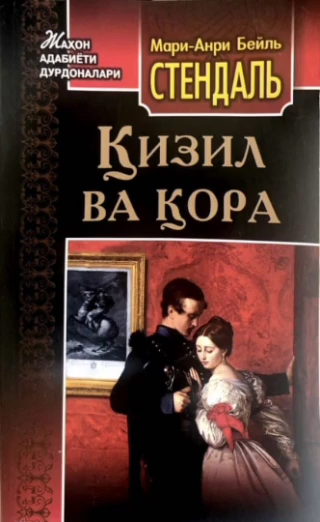 Жаҳон
адабиёти
дурдоналари
Мари-Анри Бейль
СТЕНДАЛЬ
Қизил
ва қора